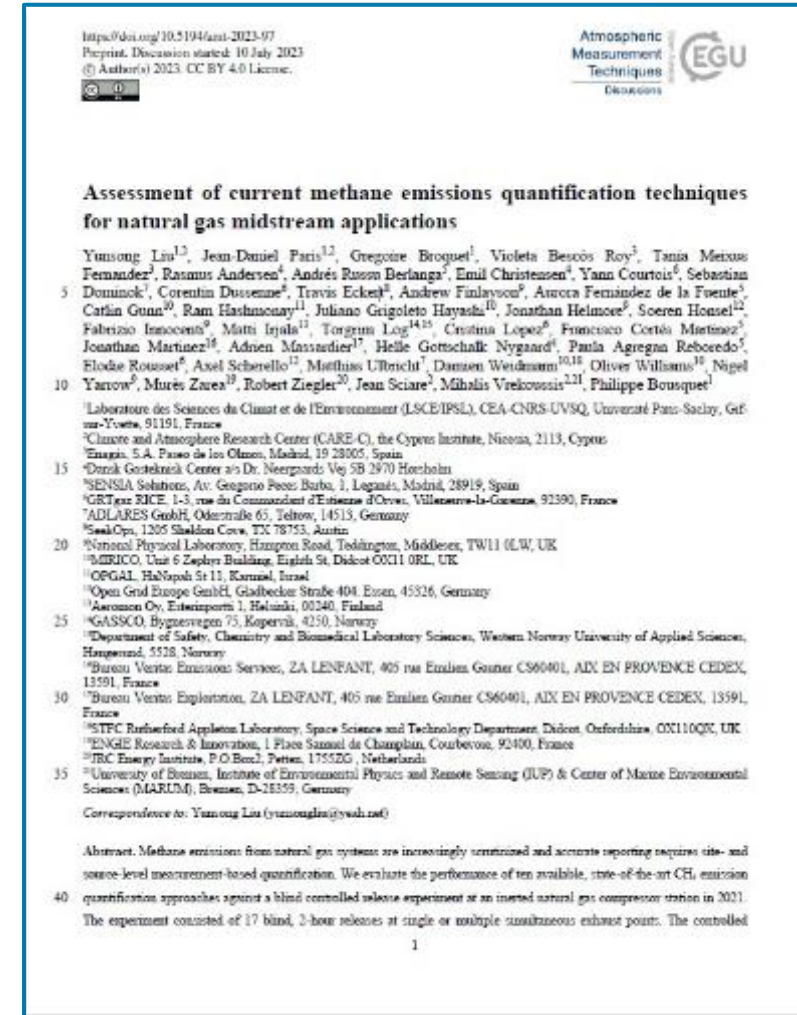 https://doi.org/10.5194/amt-2023-97
Preprint. Discussion started: 10 July 2023
© Author(s) 2023. CC BY 4.0 License.
Atmospheric
Measurement
Techniques
Discussions
EGU
Assessment of current methane emissions quantification techniques
for natural gas midstream applications
Yunsong Liu1,2, Jean-Daniel Paris1,2, Gregoire Broquet1, Violeta Bescós Roy3, Tania Meixus
Fernandez3, Rasmus Andersen4, Andrés Russu Berlanga5, Emil Christensen4, Yann Courtois6, Sebastian
5 Dominok7, Corentin Dussenne6, Travis Eckert8, Andrew Finlayson9, Aurora Fernández de la Fuente5,
Catlin Gunn10, Ram Hashmonay11, Juliano Grigoleto Hayashi10, Jonathan Helmore9, Soeren Honsel12,
Fabrizio Innocenti9, Matti Irjala13, Torgrim Log14,15, Cristina Lopez6, Francisco Cortés Martínez5,
Jonathan Martinez16, Adrien Massardier17, Helle Gottschalk Nygaard4, Paula Agregan Reboredo5,
Elodie Rousset6, Axel Scherello12, Matthias Ulbricht7, Damien Weidmann10,18, Oliver Williams10, Nigel
10 Yarrow9, Murès Zarea19, Robert Ziegler20, Jean Sciare2, Mihalis Vrekoussis2,21, Philippe Bousquet1
1Laboratoire des Sciences du Climat et de l'Environnement (LSCE/IPSL), CEA-CNRS-UVSQ, Université Paris-Saclay, Gif-
sur-Yvette, 91191, France
2Climate and Atmosphere Research Center (CARE-C), the Cyprus Institute, Nicosia, 2113, Cyprus
3Enagás, S.A. Paseo de los Olmos, Madrid, 19 28005, Spain
15 4Dansk Gasteknisk Center a/s Dr. Neergaards Vej 5B 2970 Hørsholm
5SENSIA Solutions, Av. Gregorio Peces Barba, 1, Leganés, Madrid, 28919, Spain
6GRTgaz RICE, 1-3, rue du Commandant d'Estienne d'Orves, Villeneuve-la-Garenne, 92390, France
7ADLARES GmbH, Oderstraße 65, Teltow, 14513, Germany
8SeekOps, 1205 Sheldon Cove, TX 78753, Austin
20 9National Physical Laboratory, Hampton Road, Teddington, Middlesex, TW11 0LW, UK
10MIRICO, Unit 6 Zephyr Building, Eighth St, Didcot OX11 0RL, UK
11OPGAL, HaNapah St 11, Karmiel, Israel
12Open Grid Europe GmbH, Gladbecker Straße 404, Essen, 45326, Germany
13Aeromon Oy, Esterinportti 1, Helsinki, 00240, Finland
25 14GASSCO, Bygnesvegen 75, Kopervik, 4250, Norway
15Department of Safety, Chemistry and Biomedical Laboratory Sciences, Western Norway University of Applied Sciences,
Haugesund, 5528, Norway
16Bureau Veritas Emissions Services, ZA LENFANT, 405 rue Emilien Gautier CS60401, AIX EN PROVENCE CEDEX,
13591, France
30 17Bureau Veritas Exploitation, ZA LENFANT, 405 rue Emilien Gautier CS60401, AIX EN PROVENCE CEDEX, 13591,
France
18STFC Rutherford Appleton Laboratory, Space Science and Technology Department, Didcot, Oxfordshire, OX110QX, UK
19ENGIE Research & Innovation, 1 Place Samuel de Champlain, Courbevoie, 92400, France
20JRC Energy Institute, P.O.Box2, Petten, 1755ZG , Netherlands
35 21University of Bremen, Institute of Environmental Physics and Remote Sensing (IUP) & Center of Marine Environmental
Sciences (MARUM), Bremen, D-28359, Germany
Correspondence to: Yunsong Liu (yunsongliu@yeah.net)
Abstract. Methane emissions from natural gas systems are increasingly scrutinized and accurate reporting requires site- and
source-level measurement-based quantification. We evaluate the performance of ten available, state-of-the-art CH4 emission
40 quantification approaches against a blind controlled release experiment at an inerted natural gas compressor station in 2021.
The experiment consisted of 17 blind, 2-hour releases at single or multiple simultaneous exhaust points. The controlled
1